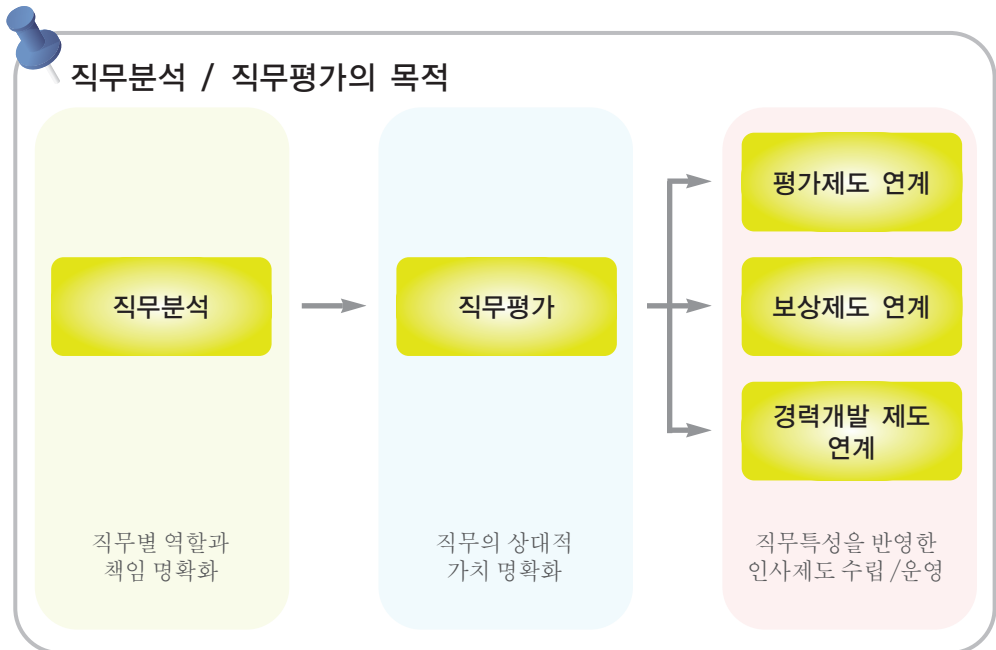 직무분석 / 직무평가의 목적
직무분석
직무별 역할과
책임 명확화
직무평가
직무의 상대적
가치 명확화
평가제도 연계
보상제도 연계
경력개발 제도
연계
직무특성을 반영한
인사제도 수립 /운영